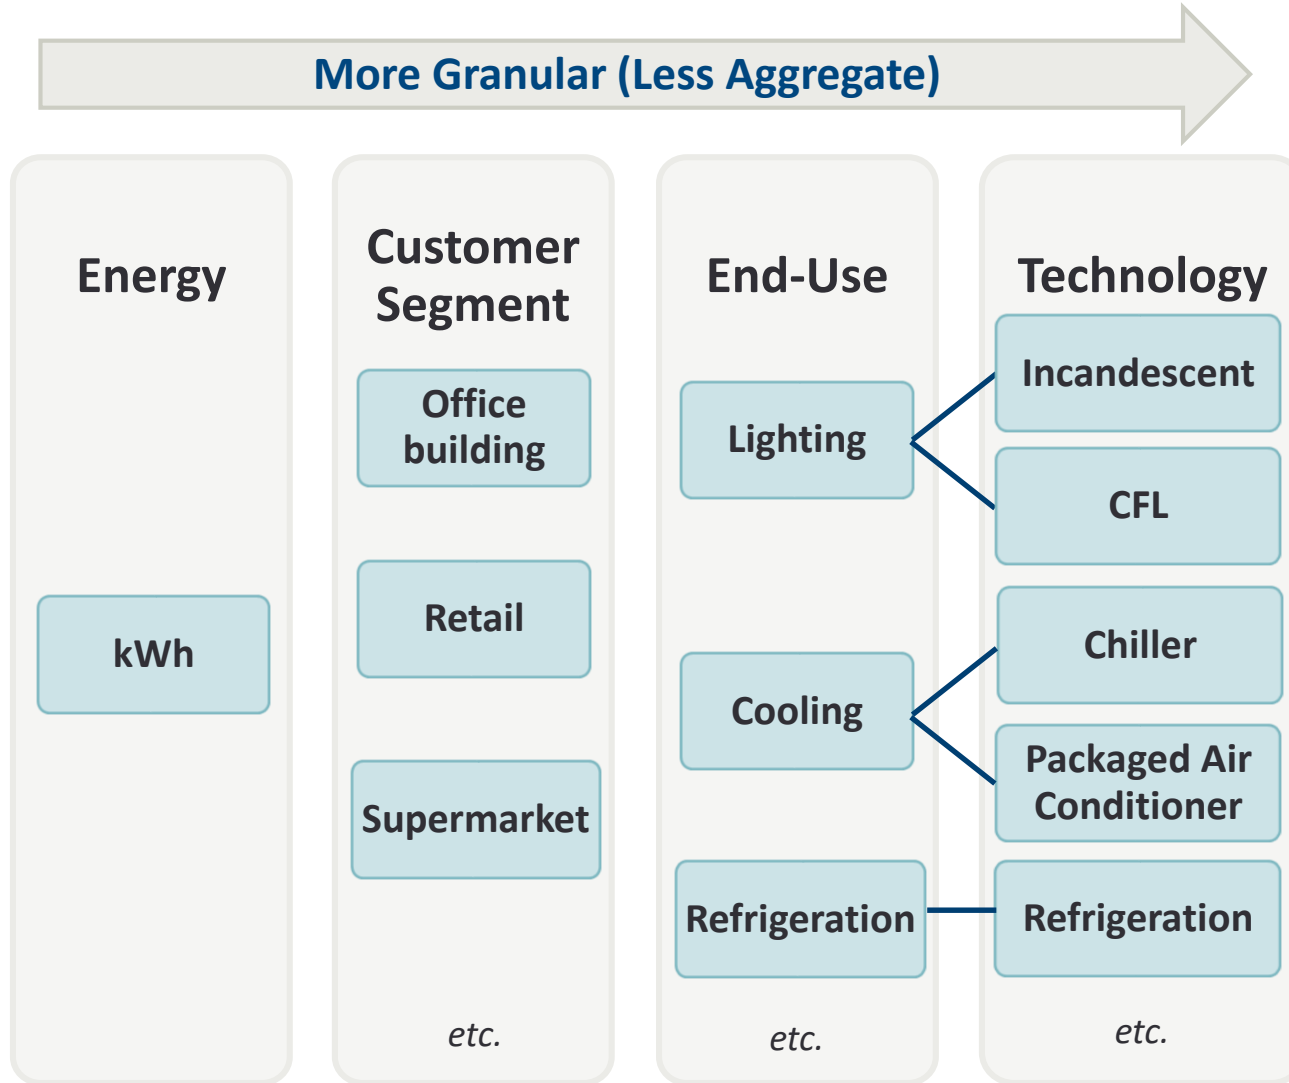 More Granular (Less Aggregate)
Energy
kWh
Customer
Segment
Office
building
Retail
Supermarket
etc.
End-Use
Lighting
Cooling
Refrigeration
etc.
Technology
Incandescent
CFL
Chiller
Packaged Air
Conditioner
Refrigeration
etc.